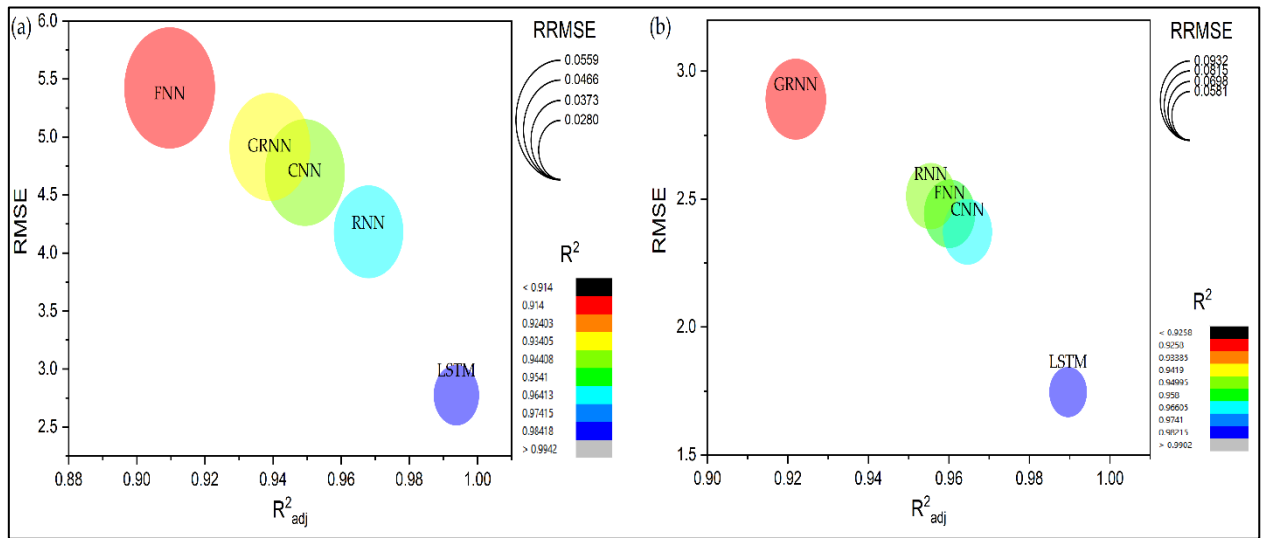 (a)
6.0
5.5
5.0
4.5
4.0
3.5
3.0
2.5
RMSE
FNN
GRNN
CNN
RNN
LSTM
0.88 0.90 0.92 0.94 0.96 0.98 1.00
R²adj
RRMSE
0.0559
0.0466
0.0373
0.0280
R²
< 0.914
0.914
0.92403
0.93405
0.94408
0.9541
0.96413
0.97415
0.98418
> 0.9942
(b)
3.0
2.5
2.0
1.5
RMSE
GRNN
RNN
FNN
CNN
LSTM
0.90 0.92 0.94 0.96 0.98 1.00
R²adj
RRMSE
0.0932
0.0815
0.0698
0.0581
R²
< 0.9258
0.9258
0.93385
0.9419
0.94995
0.958
0.96605
0.9741
0.98215
> 0.9902